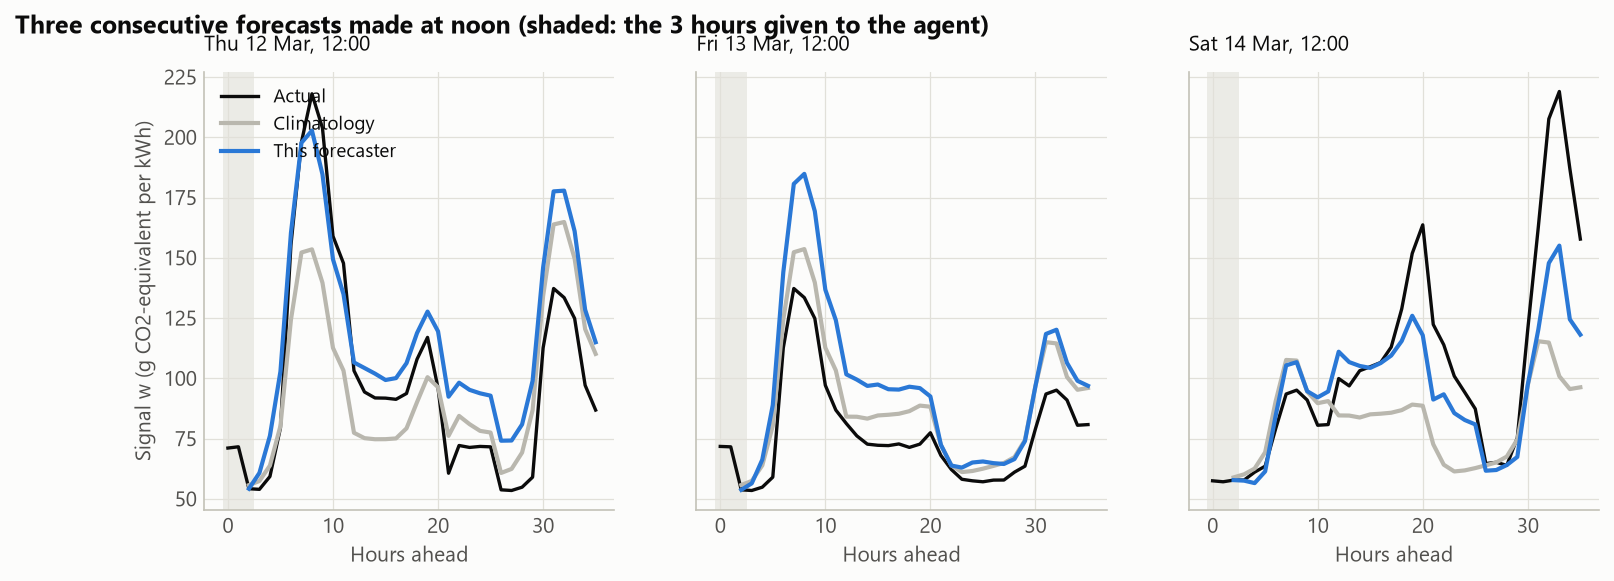 Three consecutive forecasts made at noon (shaded: the 3 hours given to the agent)
Thu 12 Mar, 12:00
Fri 13 Mar, 12:00
Sat 14 Mar, 12:00
Signal w (g CO2-equivalent per kWh)
225
200
175
150
125
100
75
50
Actual
Climatology
This forecaster
0 10 20 30
0 10 20 30
0 10 20 30
Hours ahead
Hours ahead
Hours ahead